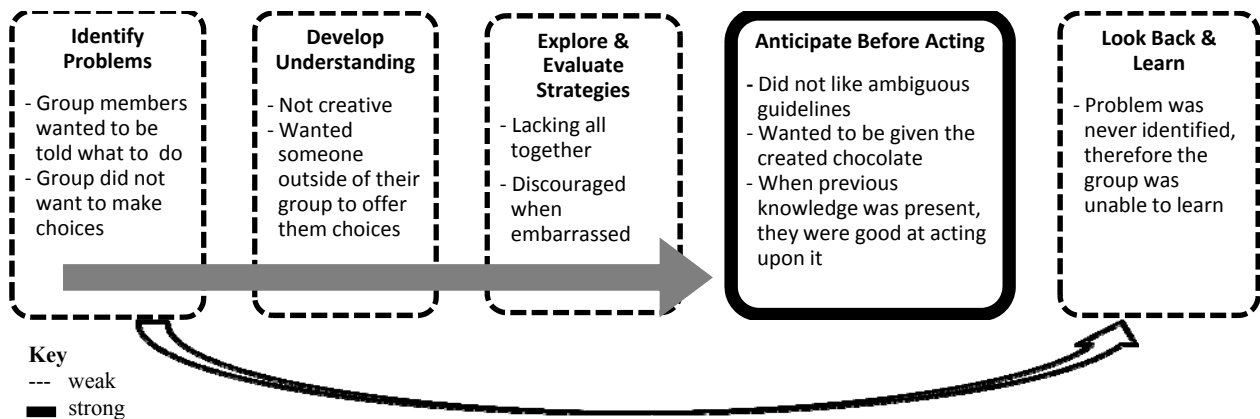 Identify
Problems
- Group members
wanted to be
told what to do
- Group did not
want to make
choices
Develop
Understanding
- Not creative
- Wanted
someone
outside of their
group to offer
them choices
Explore &
Evaluate
Strategies
- Lacking all
together
- Discouraged
when
embarrassed
Anticipate Before Acting
- Did not like ambiguous
guidelines
- Wanted to be given the
created chocolate
- When previous
knowledge was present,
they were good at acting
upon it
Look Back &
Learn
- Problem was
never identified,
therefore the
group was
unable to learn
Key
--- weak
strong